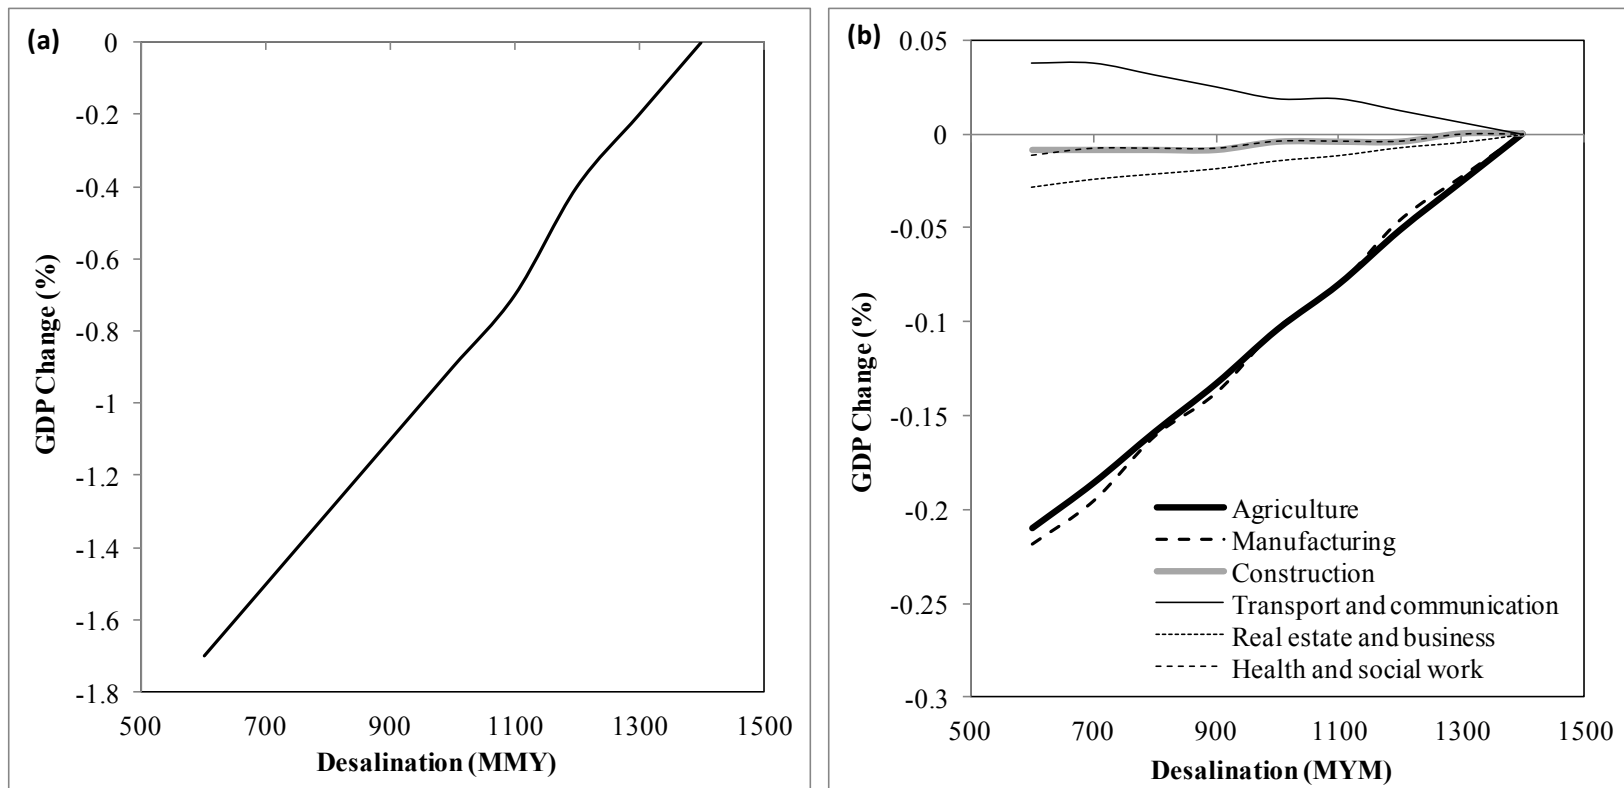 (a)
0
-0.2
-0.4
-0.6
-0.8
-1
-1.2
-1.4
-1.6
-1.8
GDP Change (%)
500 700 900 1100 1300 1500
Desalination (MMY)
(b)
0.05
0
-0.05
-0.1
-0.15
-0.2
-0.25
-0.3
GDP Change (%)
Agriculture
Manufacturing
Construction
Transport and communication
Real estate and business
Health and social work
500 700 900 1100 1300 1500
Desalination (MYM)